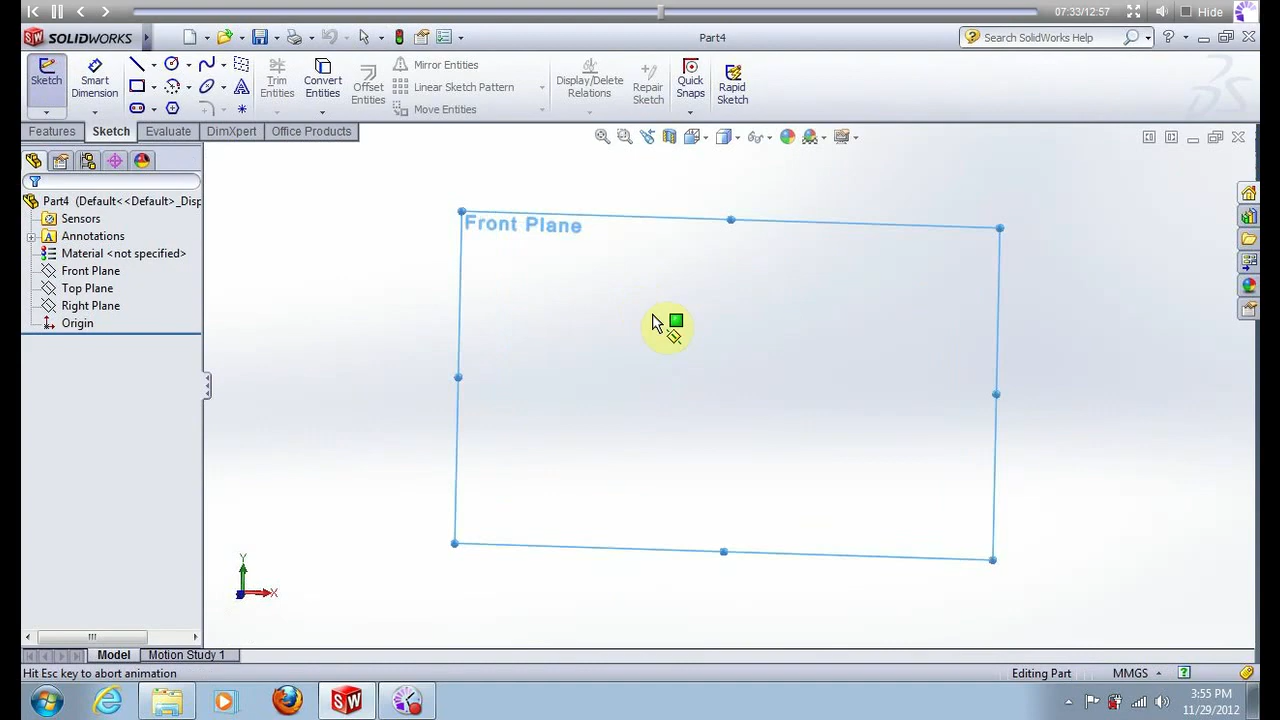 07:33/12:57 Hide
SOLIDWORKS Part4 Search SolidWorks Help
Sketch Smart Dimension Trim Entities Convert Entities Offset Entities Mirror Entities Linear Sketch Pattern Move Entities Display/Delete Relations Repair Sketch Quick Snaps Rapid Sketch
Features Sketch Evaluate DimXpert Office Products
Part4 (Default<<Default>_Disp
Sensors
Annotations
Material <not specified>
Front Plane
Top Plane
Right Plane
Origin
Front Plane
Y
X
Model Motion Study 1
Hit Esc key to abort animation Editing Part MMGS
3:55 PM
11/29/2012